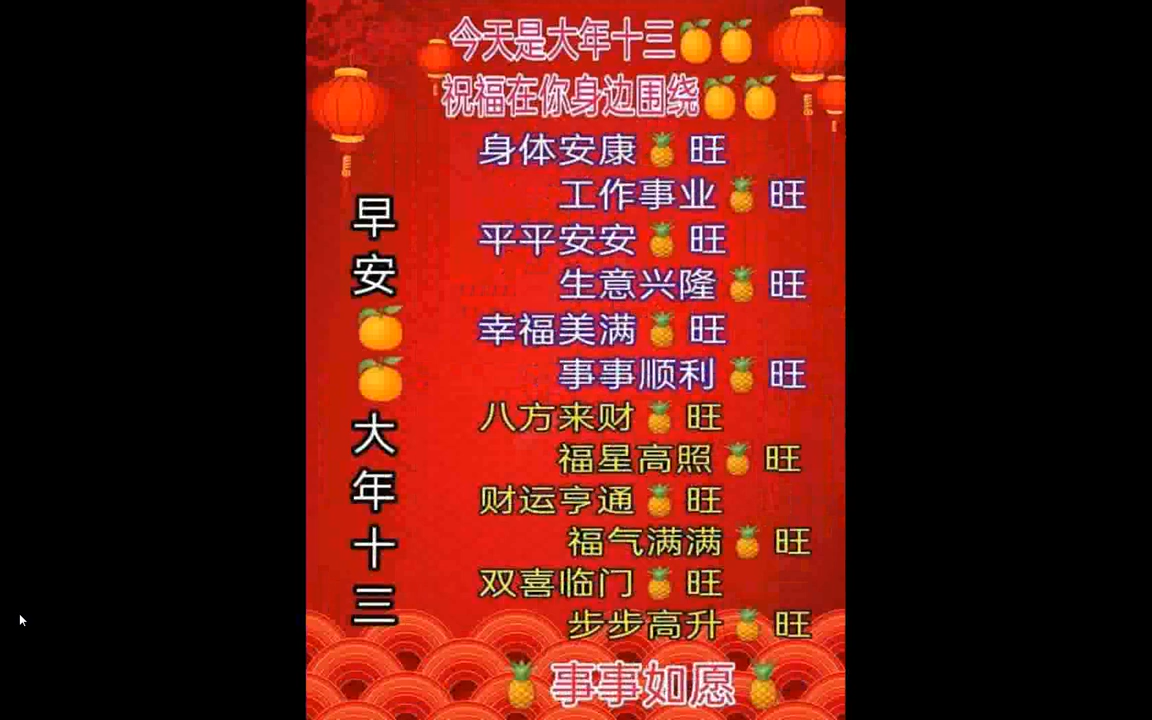 今天是大年十三🍊🍊
祝福在你身边围绕🍊🍊
身体安康🍍旺
工作事业🍍旺
平平安安🍍旺
生意兴隆🍍旺
幸福美满🍍旺
事事顺利🍍旺
八方来财🍍旺
福星高照🍍旺
财运亨通🍍旺
福气满满🍍旺
双喜临门🍍旺
步步高升🍍旺
🍍事事如愿🍍
早安🍊🍊大年十三